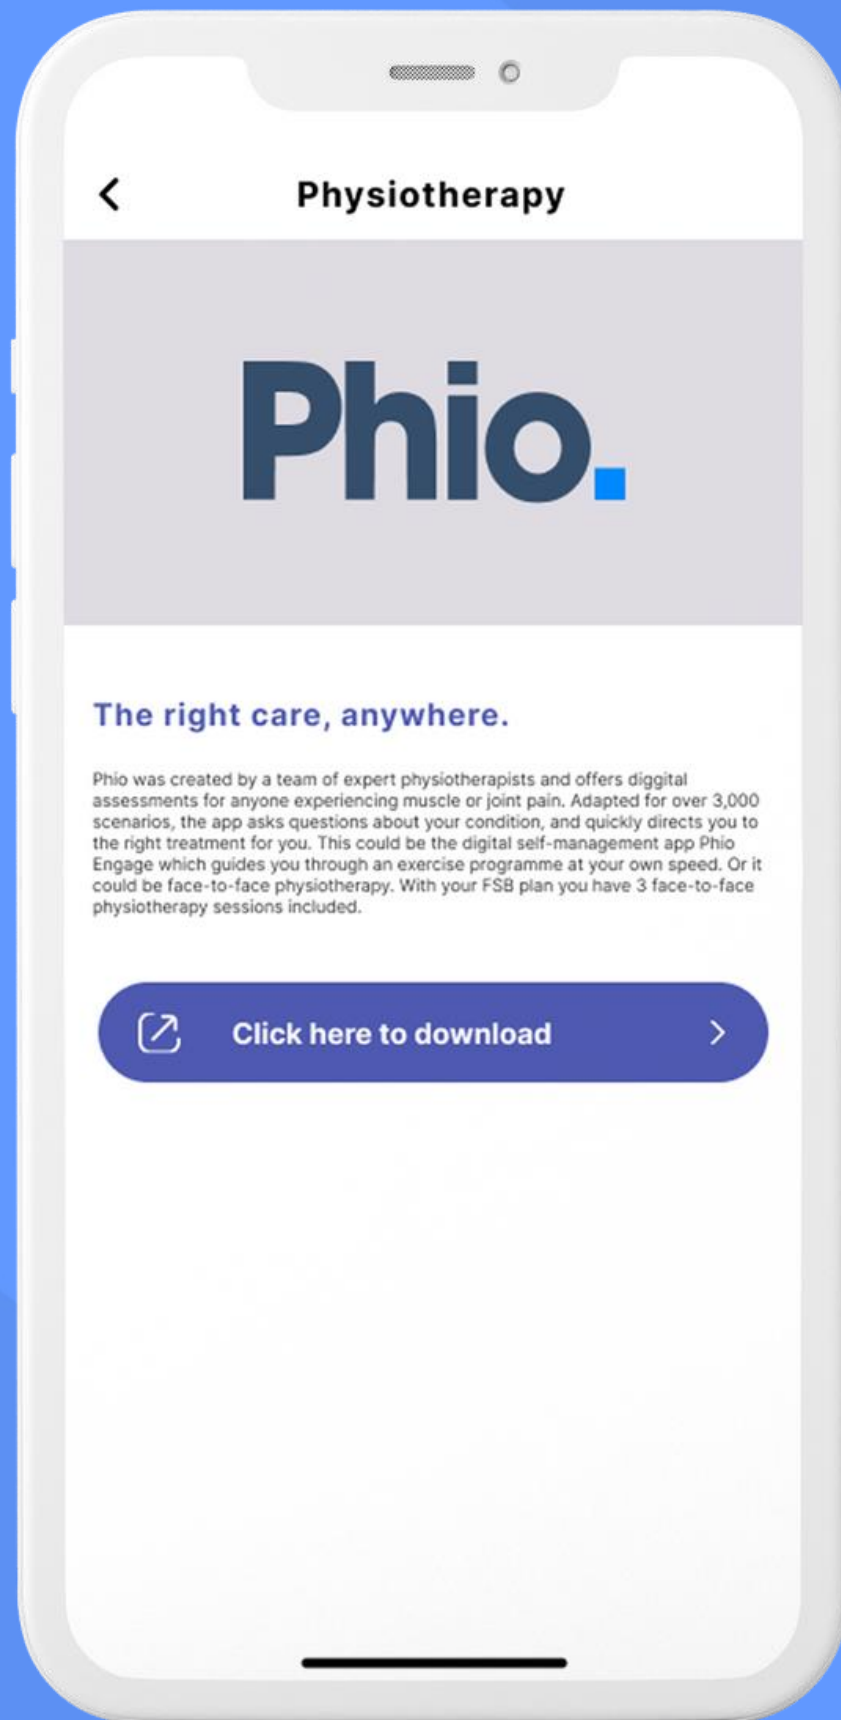 Physiotherapy
Phio.
The right care, anywhere.
Phio was created by a team of expert physiotherapists and offers diggital
assessments for anyone experiencing muscle or joint pain. Adapted for over 3,000
scenarios, the app asks questions about your condition, and quickly directs you to
the right treatment for you. This could be the digital self-management app Phio
Engage which guides you through an exercise programme at your own speed. Or it
could be face-to-face physiotherapy. With your FSB plan you have 3 face-to-face
physiotherapy sessions included.
Click here to download